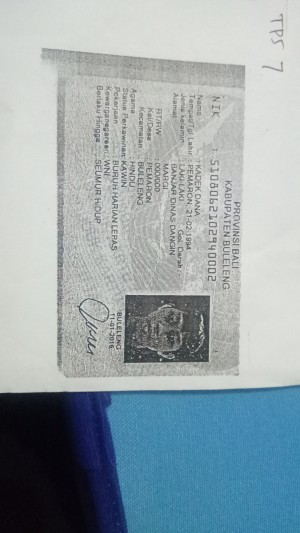 TPS 7
PROVINSI BALI
KABUPATEN BULELENG
NIK : 5108062102940002
Nama : KADEK DANA
Tempat/Tgl Lahir : PEMARON, 21-02-1994
Jenis kelamin : LAKI-LAKI Gol. Darah :
Alamat : BANJAR DINAS DANGIN
MARGI
RT/RW : 000/000
Kel/Desa : PEMARON
Kecamatan : BULELENG
Agama : HINDU
Status Perkawinan: KAWIN
Pekerjaan : BURUH HARIAN LEPAS
Kewarganegaraan: WNI
Berlaku Hingga : SEUMUR HIDUP
BULELENG
11-01-2016